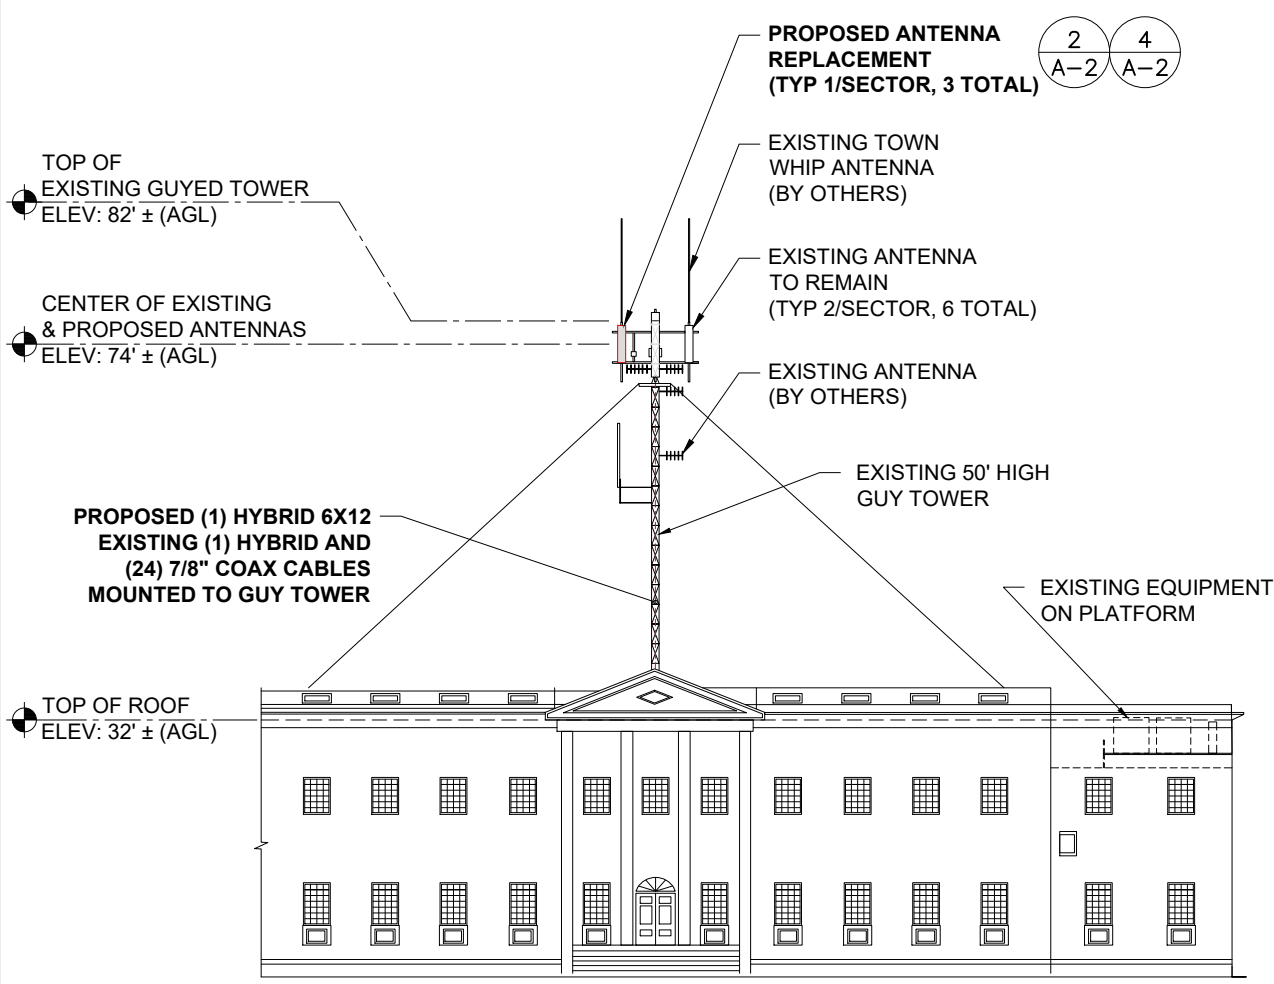 PROPOSED ANTENNA
REPLACEMENT
(TYP 1/SECTOR, 3 TOTAL)
2
A-2
4
A-2
EXISTING TOWN
WHIP ANTENNA
(BY OTHERS)
TOP OF
EXISTING GUYED TOWER
ELEV: 82' ± (AGL)
EXISTING ANTENNA
TO REMAIN
(TYP 2/SECTOR, 6 TOTAL)
CENTER OF EXISTING
& PROPOSED ANTENNAS
ELEV: 74' ± (AGL)
EXISTING ANTENNA
(BY OTHERS)
EXISTING 50' HIGH
GUY TOWER
PROPOSED (1) HYBRID 6X12
EXISTING (1) HYBRID AND
(24) 7/8" COAX CABLES
MOUNTED TO GUY TOWER
EXISTING EQUIPMENT
ON PLATFORM
TOP OF ROOF
ELEV: 32' ± (AGL)